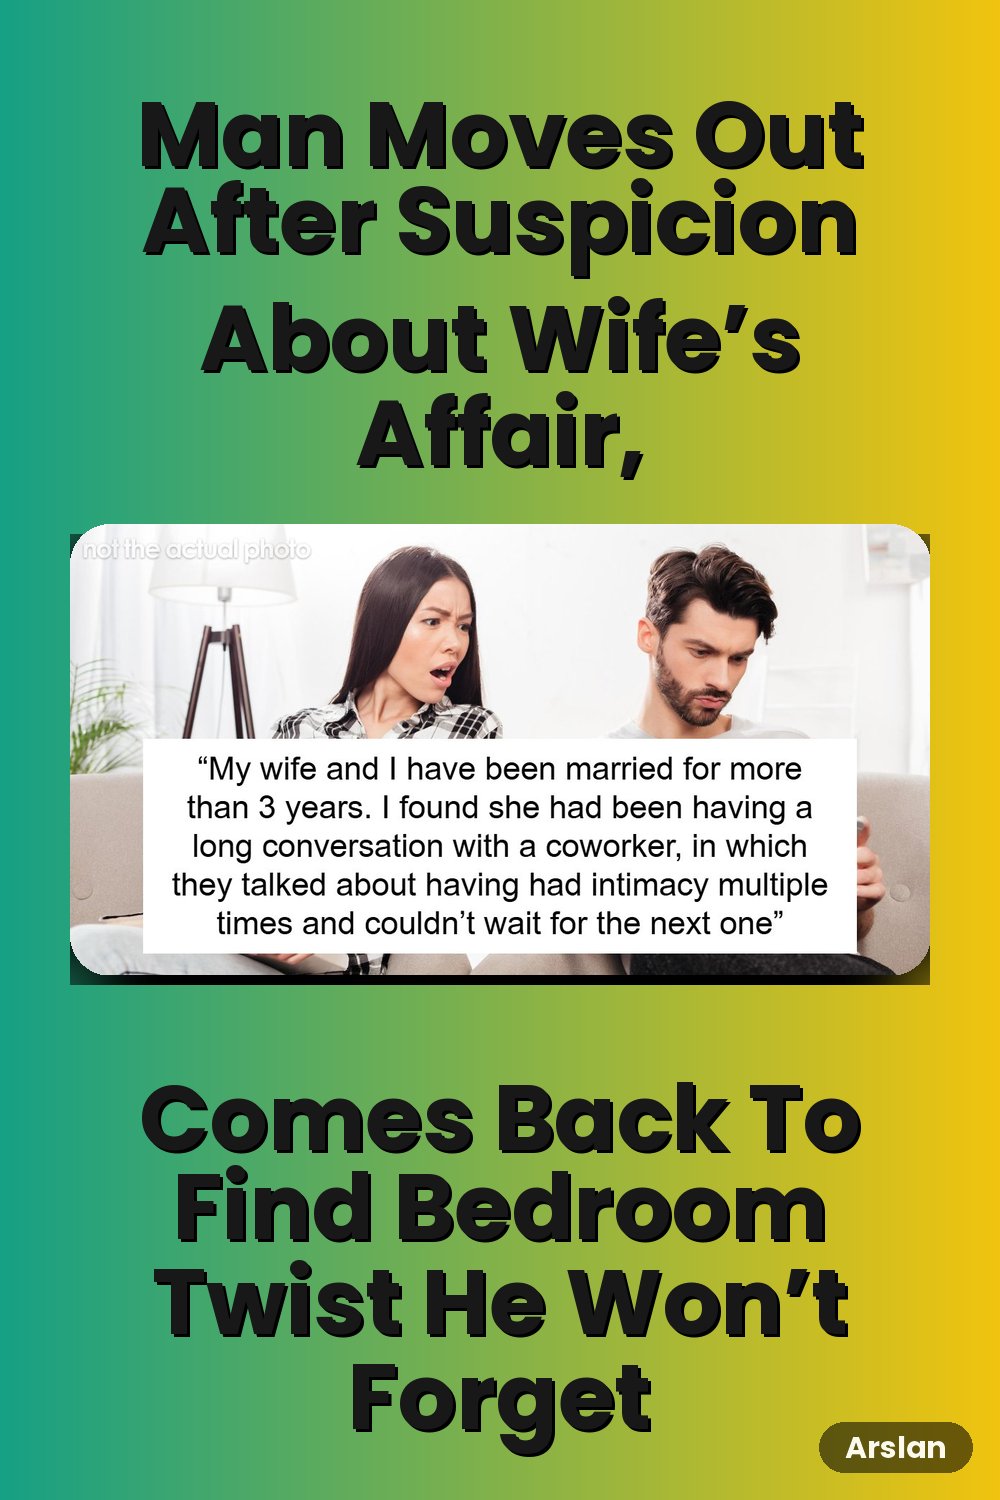 Man Moves Out
After Suspicion
About Wife’s
Affair,
not the actual photo
“My wife and I have been married for more
than 3 years. I found she had been having a
long conversation with a coworker, in which
they talked about having had intimacy multiple
times and couldn’t wait for the next one”
Comes Back To
Find Bedroom
Twist He Won’t
Forget
Arslan